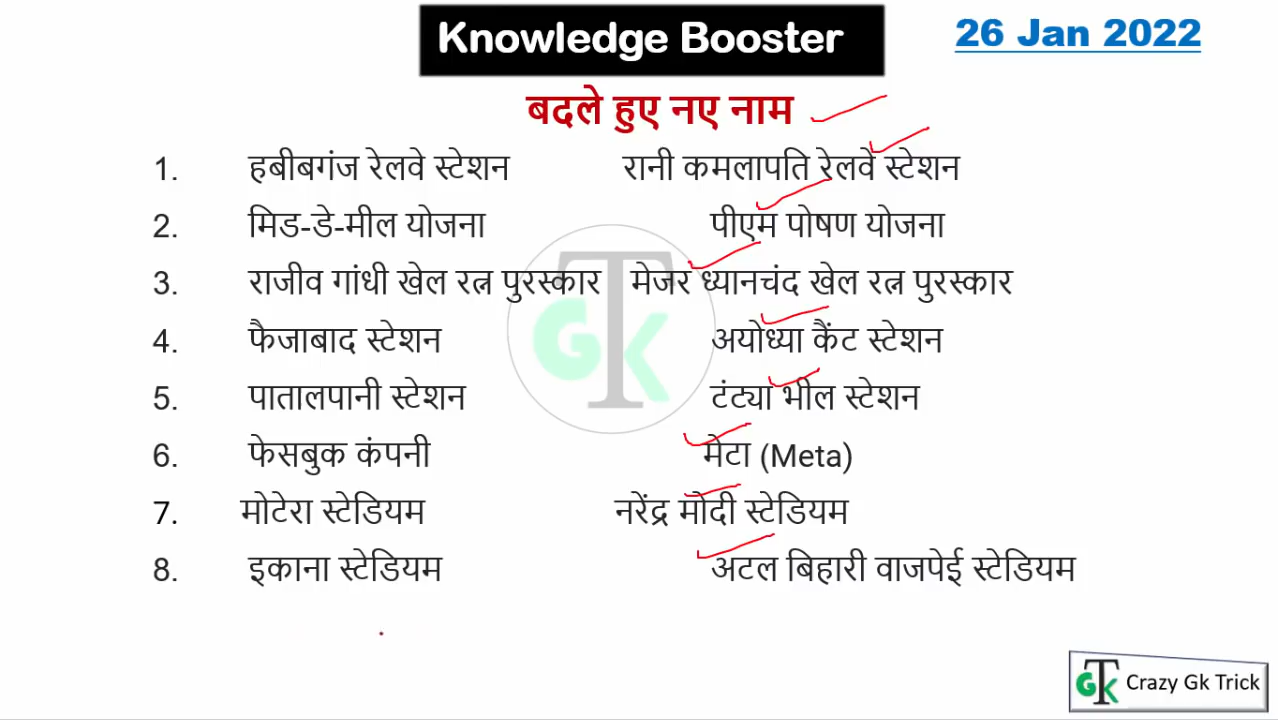 Knowledge Booster
26 Jan 2022
बदले हुए नए नाम
1. हबीबगंज रेलवे स्टेशन रानी कमलापति रेलवे स्टेशन
2. मिड-डे-मील योजना पीएम पोषण योजना
3. राजीव गांधी खेल रत्न पुरस्कार मेजर ध्यानचंद खेल रत्न पुरस्कार
4. फैजाबाद स्टेशन अयोध्या कैंट स्टेशन
5. पातालपानी स्टेशन टंट्या भील स्टेशन
6. फेसबुक कंपनी मेटा (Meta)
7. मोटेरा स्टेडियम नरेंद्र मोदी स्टेडियम
8. इकाना स्टेडियम अटल बिहारी वाजपेई स्टेडियम
GTK
GTK Crazy Gk Trick